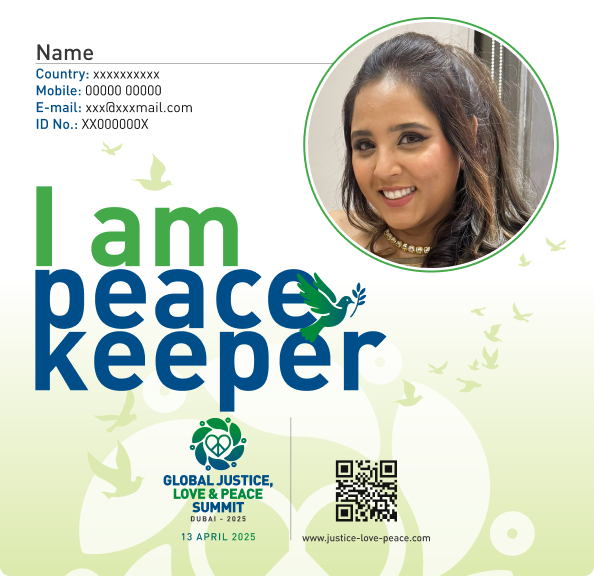 Name
Country: xxxxxxxxxx
Mobile: 00000 00000
E-mail: xxx@xxxmail.com
ID No.: XX000000X
I am
peace
keeper
GLOBAL JUSTICE,
LOVE & PEACE
SUMMIT
DUBAI - 2025
13 APRIL 2025
www.justice-love-peace.com